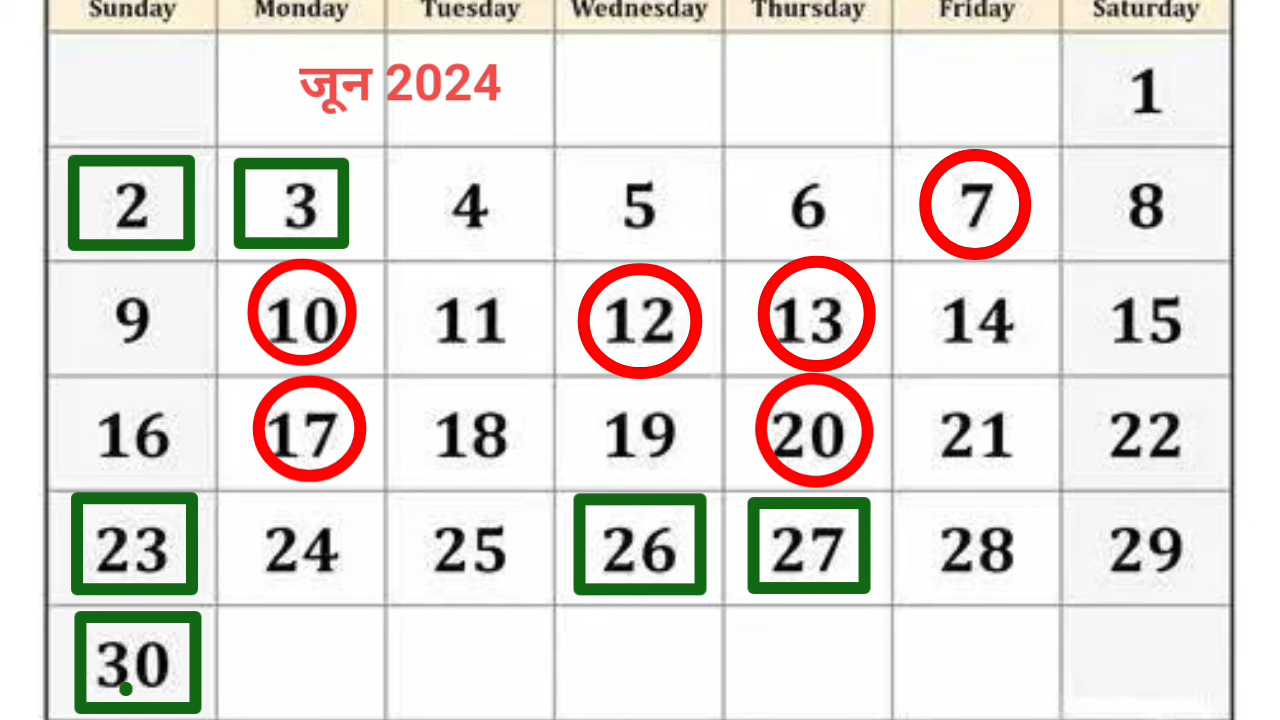 Sunday Monday Tuesday Wednesday Thursday Friday Saturday
जून 2024 1
2 3 4 5 6 7 8
9 10 11 12 13 14 15
16 17 18 19 20 21 22
23 24 25 26 27 28 29
30